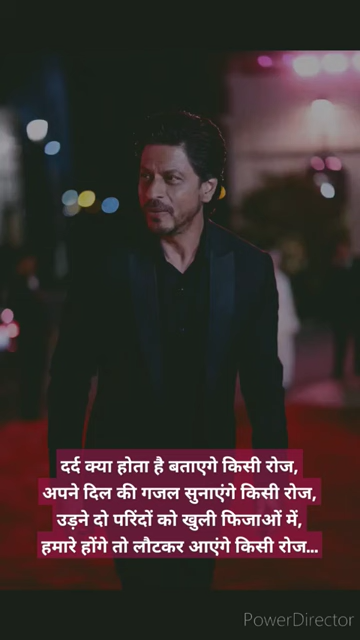 दर्द क्या होता है बताएगे किसी रोज,
अपने दिल की गजल सुनाएंगे किसी रोज,
उड़ने दो परिंदों को खुली फिजाओं में,
हमारे होंगे तो लौटकर आएंगे किसी रोज...
PowerDirector